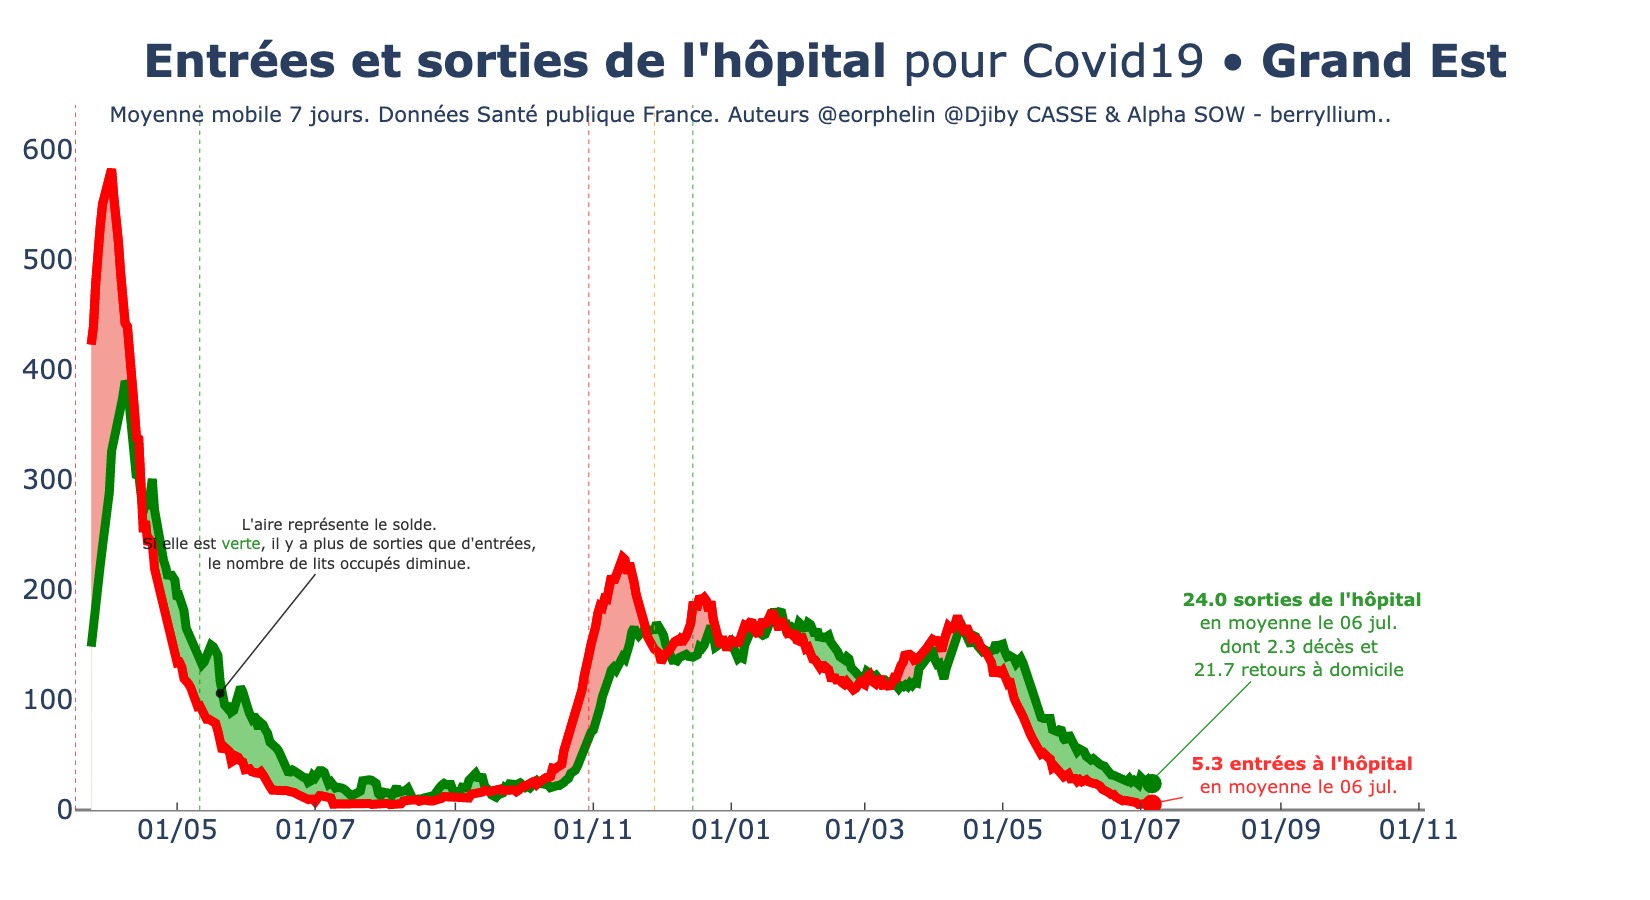 Entrées et sorties de l'hôpital pour Covid19 • Grand Est
Moyenne mobile 7 jours. Données Santé publique France. Auteurs @eorphelin @Djiby CASSE & Alpha SOW - berryllium..
600
500
400
300
200
100
0
L'aire représente le solde.
Si elle est verte, il y a plus de sorties que d'entrées,
le nombre de lits occupés diminue.
24.0 sorties de l'hôpital
en moyenne le 06 jul.
dont 2.3 décès et
21.7 retours à domicile
5.3 entrées à l'hôpital
en moyenne le 06 jul.
01/05 01/07 01/09 01/11 01/01 01/03 01/05 01/07 01/09 01/11